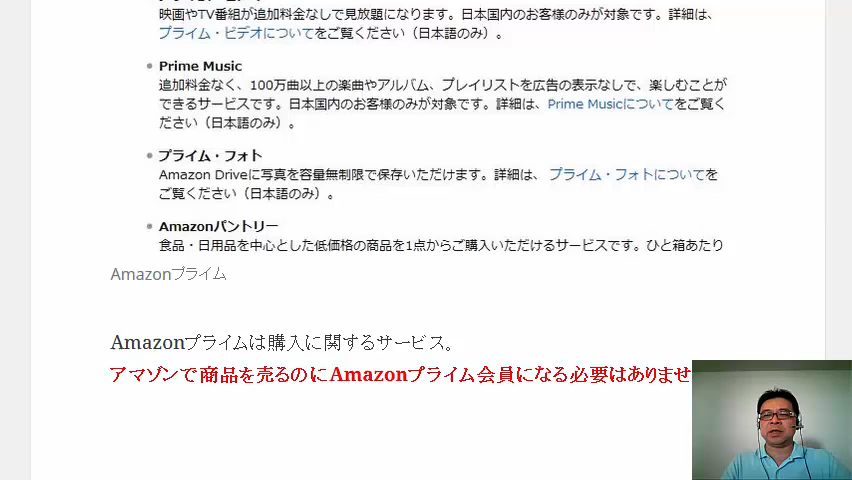 映画やTV番組が追加料金なしで見放題になります。日本国内のお客様のみが対象です。詳細は、
プライム・ビデオについてをご覧ください（日本語のみ）。
Prime Music
追加料金なく、100万曲以上の楽曲やアルバム、プレイリストを広告の表示なしで、楽しむことが
できるサービスです。日本国内のお客様のみが対象です。詳細は、Prime Musicについてをご覧く
ださい（日本語のみ）。
プライム・フォト
Amazon Driveに写真を容量無制限で保存いただけます。詳細は、 プライム・フォトについてを
ご覧ください（日本語のみ）。
Amazonパントリー
食品・日用品を中心とした低価格の商品を1点からご購入いただけるサービスです。ひと箱あたり
Amazonプライム
Amazonプライムは購入に関するサービス。
アマゾンで商品を売るのにAmazonプライム会員になる必要はありませ